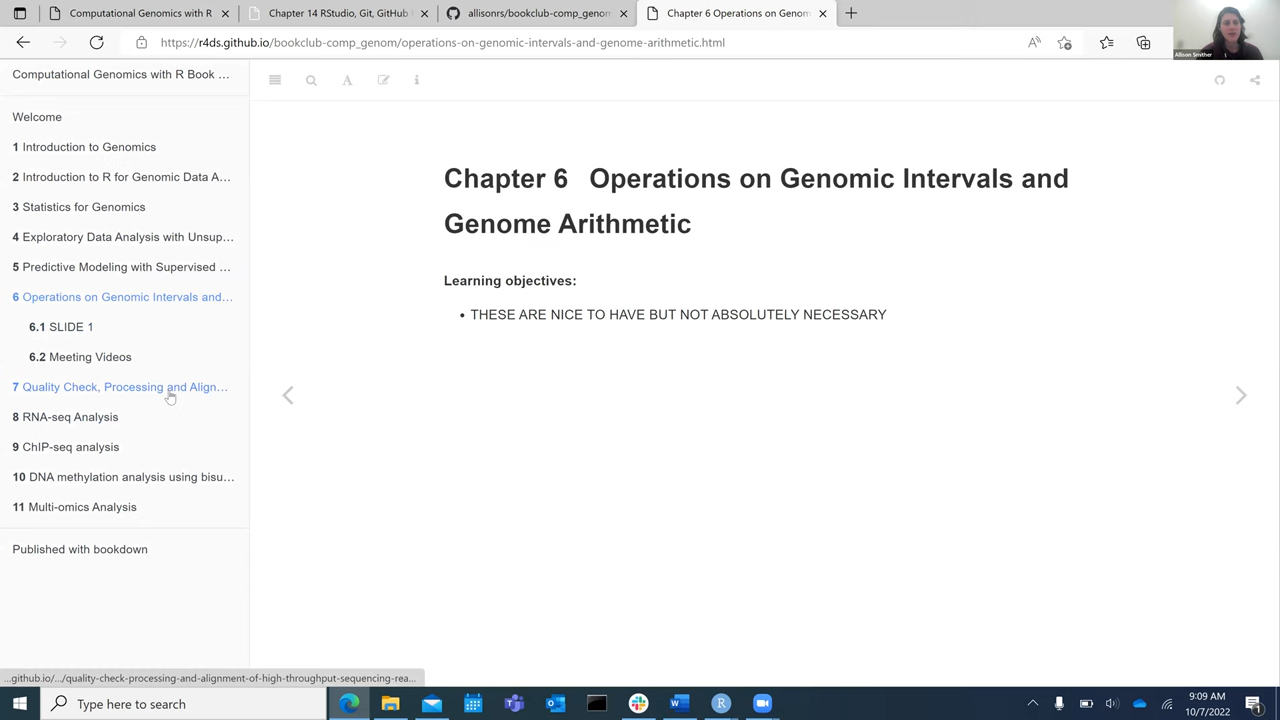 Computational Genomics with R
Chapter 14 RStudio, Git, GitHub
allisonrs/bookclub-comp_genom
Chapter 6 Operations on Genom
https://r4ds.github.io/bookclub-comp_genom/operations-on-genomic-intervals-and-genome-arithmetic.html
Allison Smither
Computational Genomics with R Book ...
Welcome
1 Introduction to Genomics
2 Introduction to R for Genomic Data A...
3 Statistics for Genomics
4 Exploratory Data Analysis with Unsup...
5 Predictive Modeling with Supervised ...
6 Operations on Genomic Intervals and...
6.1 SLIDE 1
6.2 Meeting Videos
7 Quality Check, Processing and Align...
8 RNA-seq Analysis
9 ChIP-seq analysis
10 DNA methylation analysis using bisu...
11 Multi-omics Analysis
Published with bookdown
Chapter 6 Operations on Genomic Intervals and
Genome Arithmetic
Learning objectives:
• THESE ARE NICE TO HAVE BUT NOT ABSOLUTELY NECESSARY
...github.io/.../quality-check-processing-and-alignment-of-high-throughput-sequencing-rea...
Type here to search
9:09 AM
10/7/2022